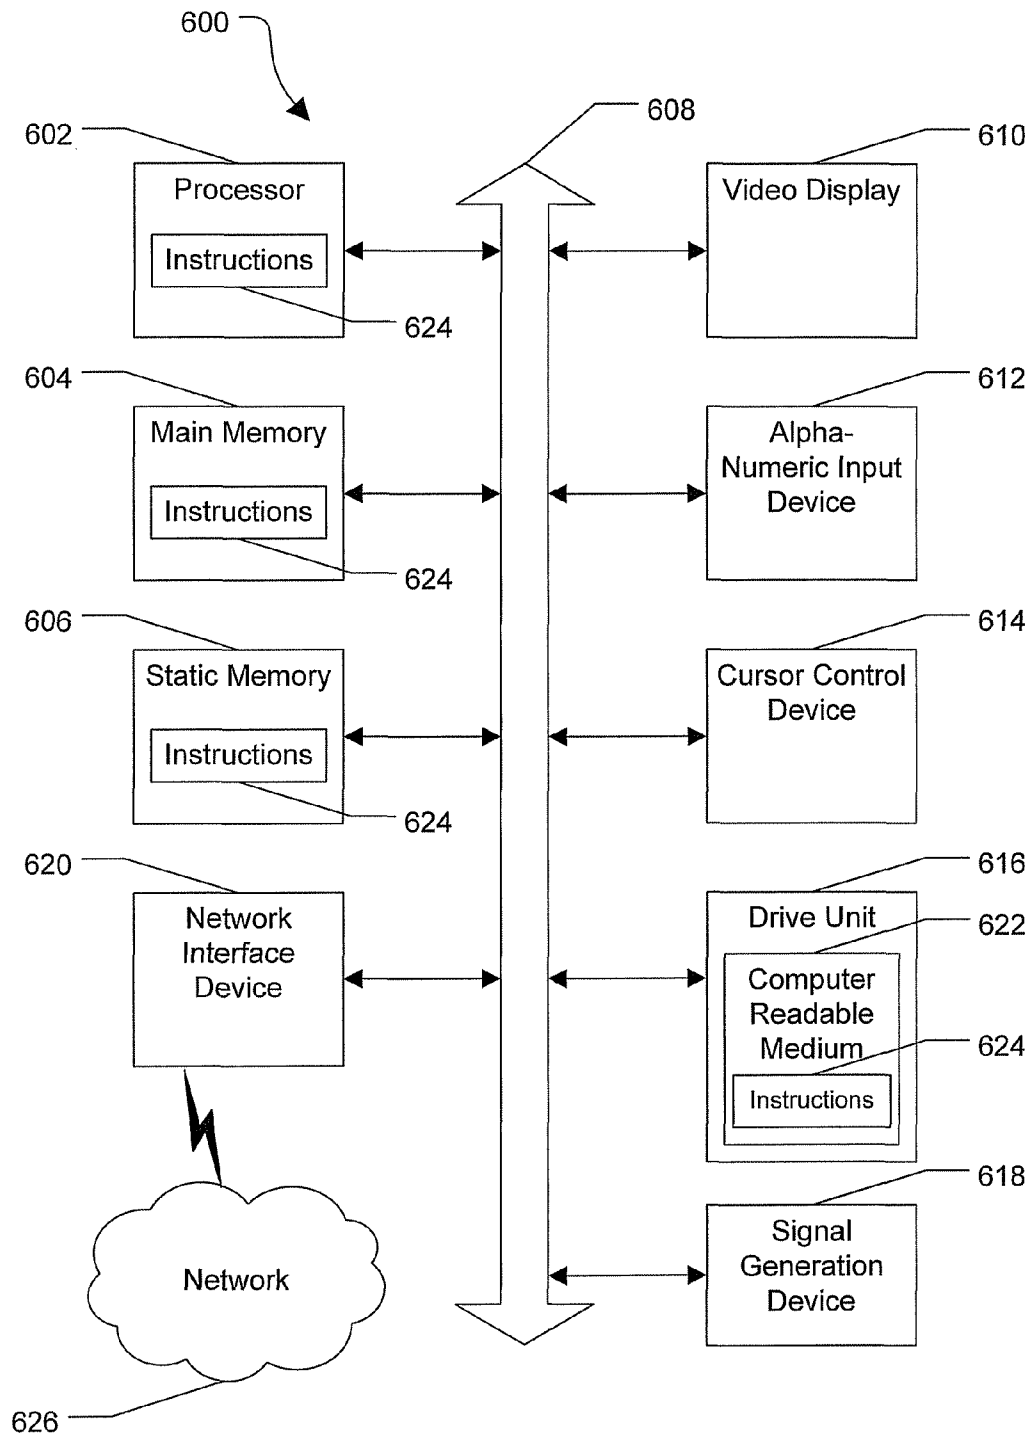 600
608
602
Processor
Instructions
624
610
Video Display
604
Main Memory
Instructions
624
612
Alpha-
Numeric Input
Device
606
Static Memory
Instructions
624
614
Cursor Control
Device
620
Network
Interface
Device
616
Drive Unit
622
Computer
Readable
Medium
624
Instructions
618
Signal
Generation
Device
Network
626